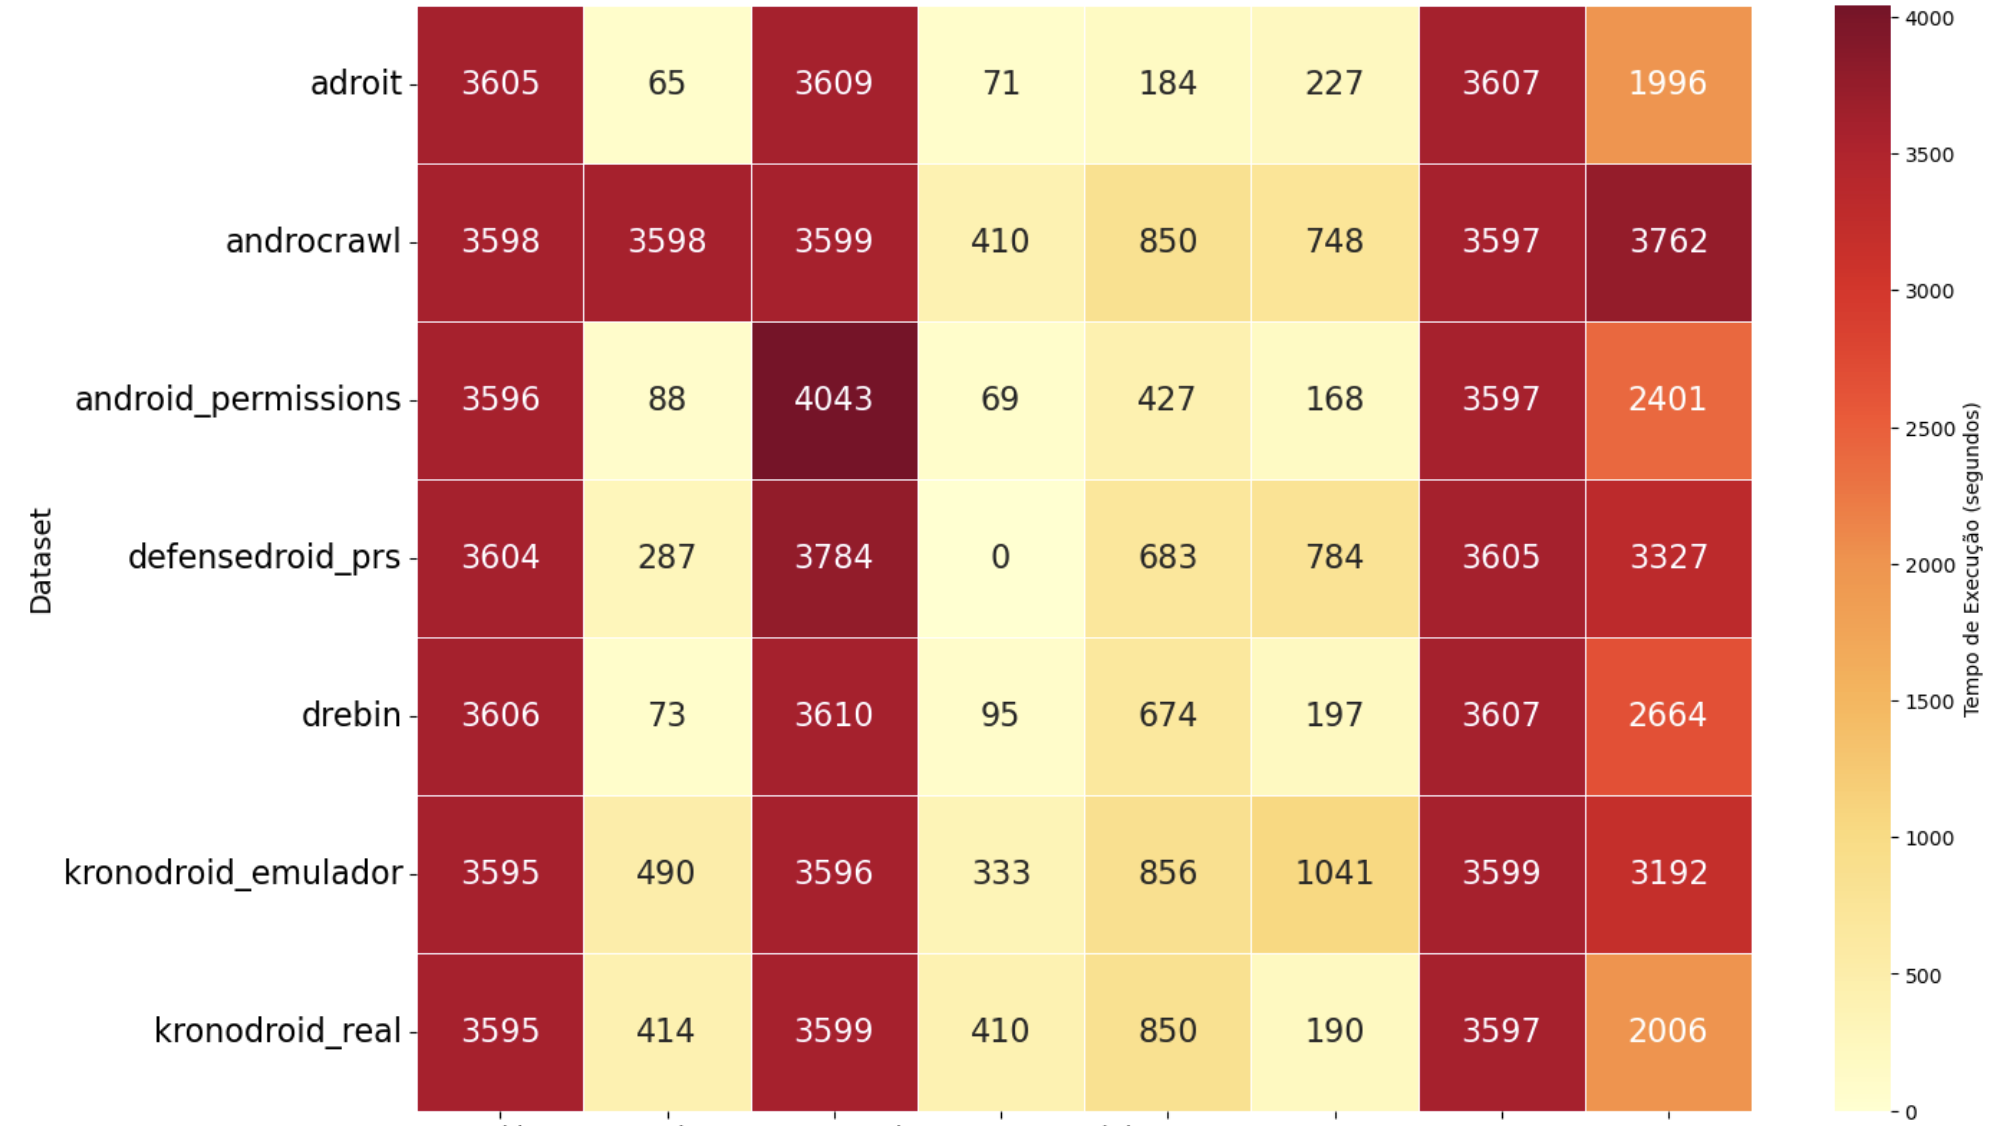 adroit 3605 65 3609 71 184 227 3607 1996
androcrawl 3598 3598 3599 410 850 748 3597 3762
android_permissions 3596 88 4043 69 427 168 3597 2401
defensedroid_prs 3604 287 3784 0 683 784 3605 3327
drebin 3606 73 3610 95 674 197 3607 2664
kronodroid_emulador 3595 490 3596 333 856 1041 3599 3192
kronodroid_real 3595 414 3599 410 850 190 3597 2006
Dataset
4000
3500
3000
2500
2000
1500
1000
500
0
Tempo de Execução (segundos)